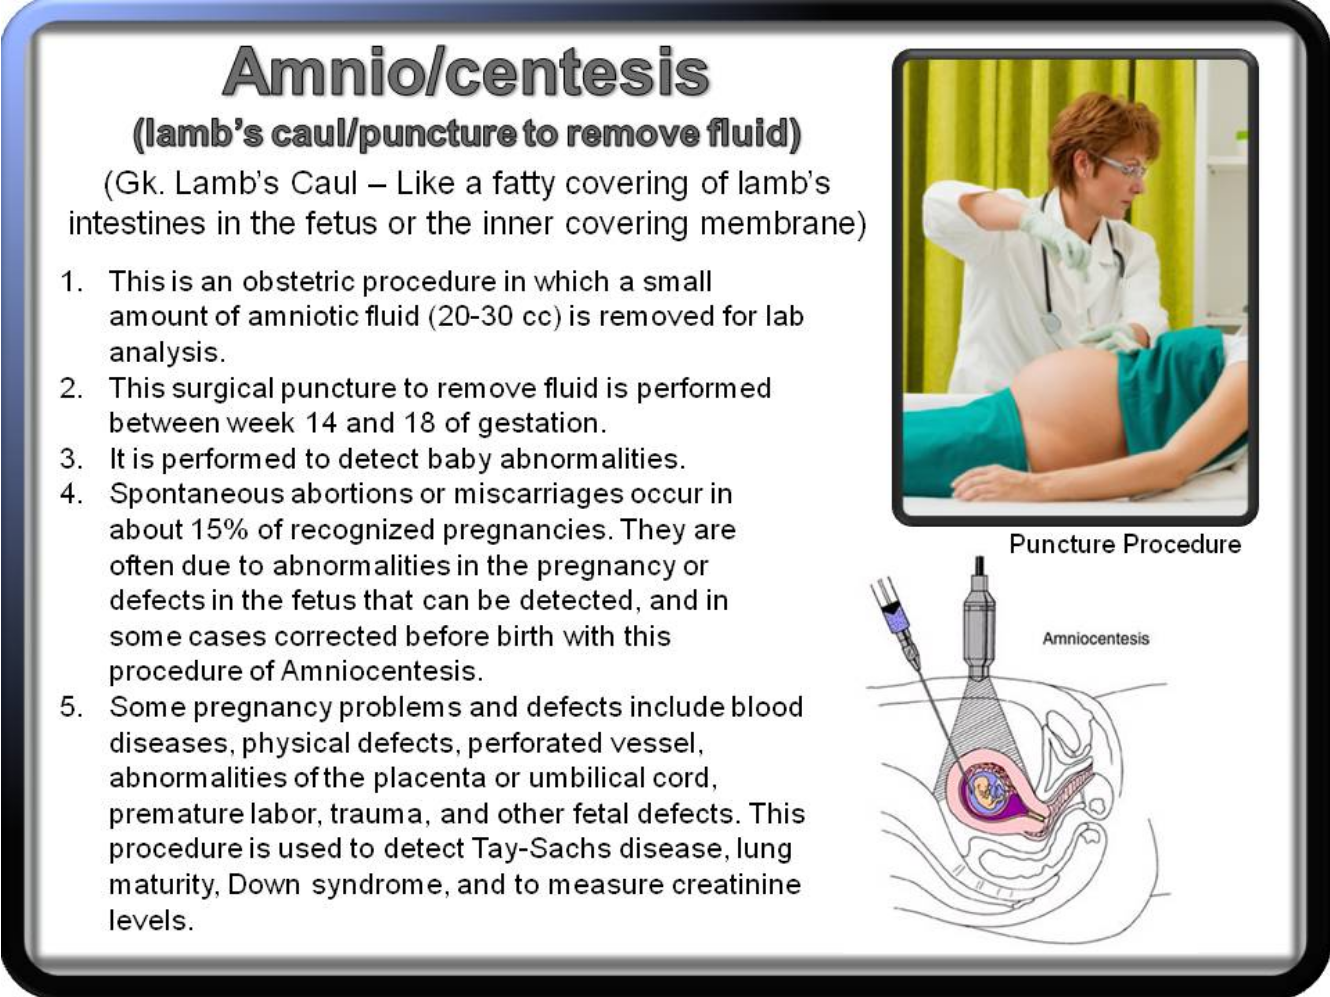 Amnio/centesis
(lamb's caul/puncture to remove fluid)
(Gk. Lamb's Caul – Like a fatty covering of lamb's
intestines in the fetus or the inner covering membrane)
1. This is an obstetric procedure in which a small
amount of amniotic fluid (20-30 cc) is removed for lab
analysis.
2. This surgical puncture to remove fluid is performed
between week 14 and 18 of gestation.
3. It is performed to detect baby abnormalities.
4. Spontaneous abortions or miscarriages occur in
about 15% of recognized pregnancies. They are
often due to abnormalities in the pregnancy or
defects in the fetus that can be detected, and in
some cases corrected before birth with this
procedure of Amniocentesis.
5. Some pregnancy problems and defects include blood
diseases, physical defects, perforated vessel,
abnormalities of the placenta or umbilical cord,
premature labor, trauma, and other fetal defects. This
procedure is used to detect Tay-Sachs disease, lung
maturity, Down syndrome, and to measure creatinine
levels.
Puncture Procedure
Amniocentesis